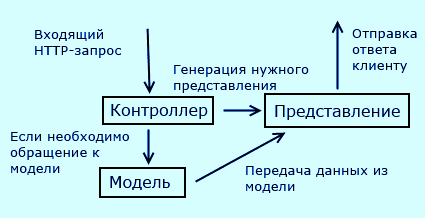 Входящий
HTTP-запрос
Отправка
ответа
клиенту
Генерация нужного
представления
Контроллер
Представление
Если необходимо
обращение к
модели
Модель
Передача данных из
модели